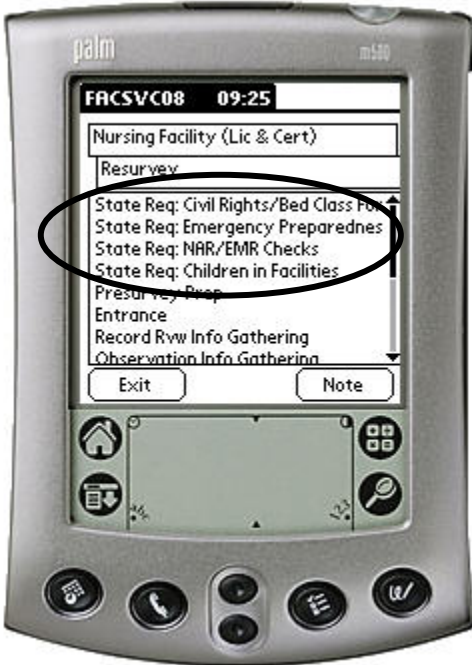 palm
m500
FACSVC08 09:25
Nursing Facility (Lic & Cert)
Resurvey
State Req: Civil Rights/Bed Class For
State Req: Emergency Preparednes
State Req: NAR/EMR Checks
State Req: Children in Facilities
Presurvey Prep
Entrance
Record Rvw Info Gathering
Observation Info Gathering
Exit
Note
abc
123